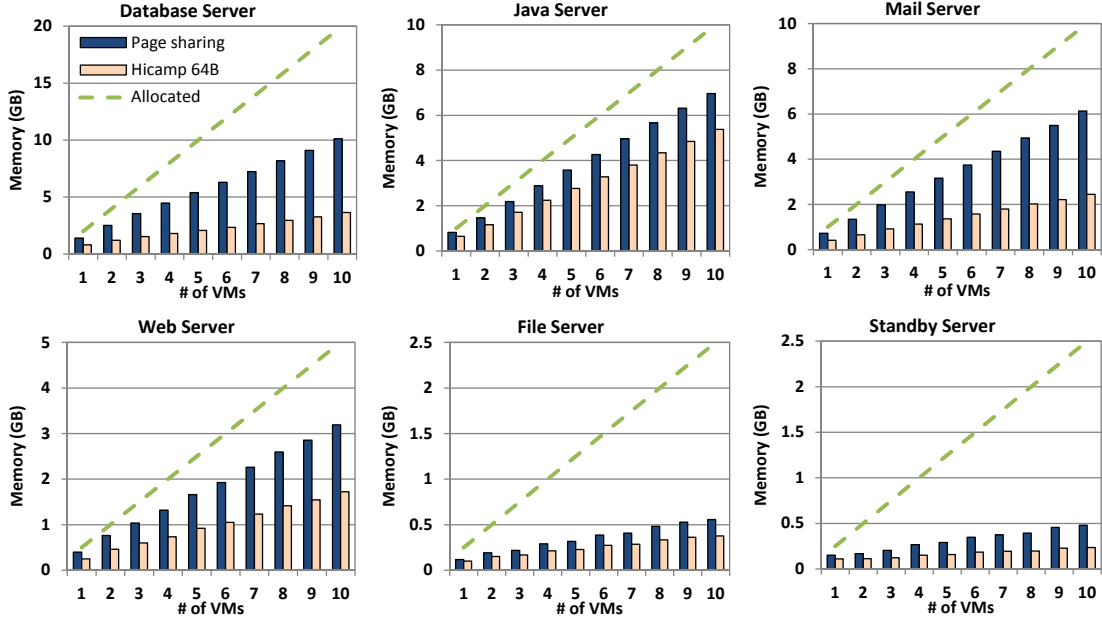 Database Server
20
15
10
5
0
Memory (GB)
Page sharing
Hicamp 64B
Allocated
1 2 3 4 5 6 7 8 9 10
# of VMs
Java Server
10
8
6
4
2
0
Memory (GB)
1 2 3 4 5 6 7 8 9 10
# of VMs
Mail Server
10
8
6
4
2
0
Memory (GB)
1 2 3 4 5 6 7 8 9 10
# of VMs
Web Server
5
4
3
2
1
0
Memory (GB)
1 2 3 4 5 6 7 8 9 10
# of VMs
File Server
2.5
2
1.5
1
0.5
0
Memory (GB)
1 2 3 4 5 6 7 8 9 10
# of VMs
Standby Server
2.5
2
1.5
1
0.5
0
Memory (GB)
1 2 3 4 5 6 7 8 9 10
# of VMs